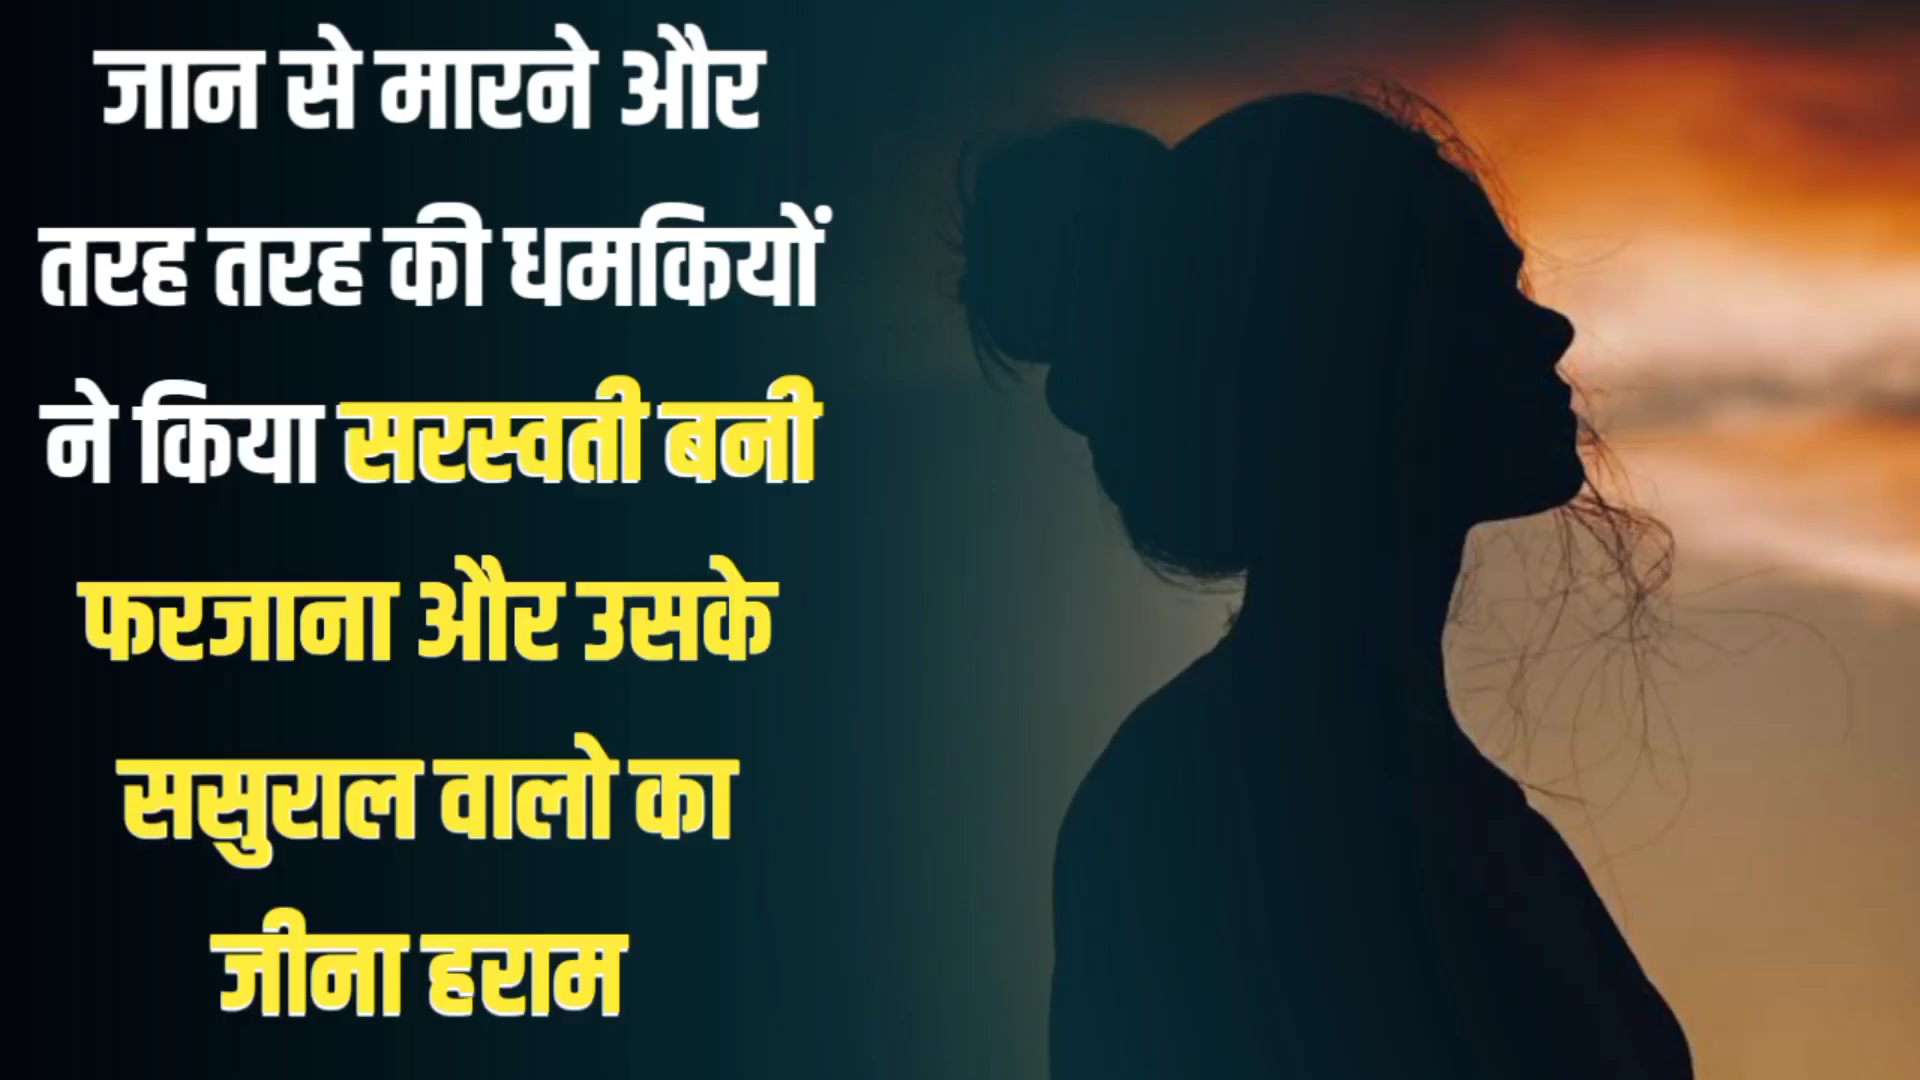 जान से मारने और
तरह तरह की धमकियों
ने किया सरस्वती बनी
फरजाना और उसके
ससुराल वालो का
जीना हराम